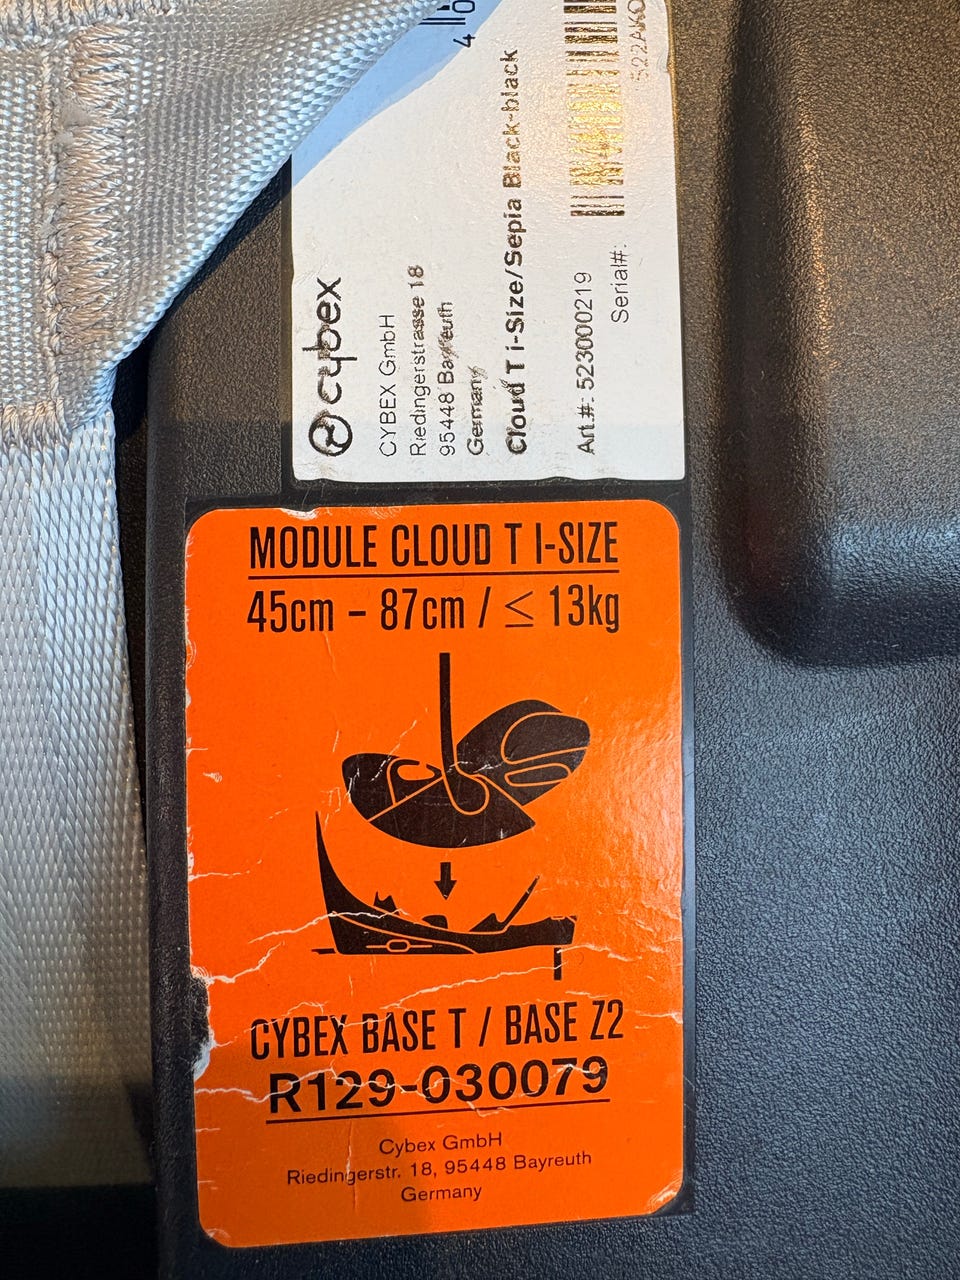 cybex
CYBEX GmbH
Riedingerstrasse 18
95448 Bayreuth
Germany
Cloud T i-Size/Sepia Black-black
Art.#: 523000219
Serial#:
MODULE CLOUD T I-SIZE
45cm – 87cm / ≤ 13kg
CYBEX BASE T / BASE Z2
R129-030079
Cybex GmbH
Riedingerstr. 18, 95448 Bayreuth
Germany